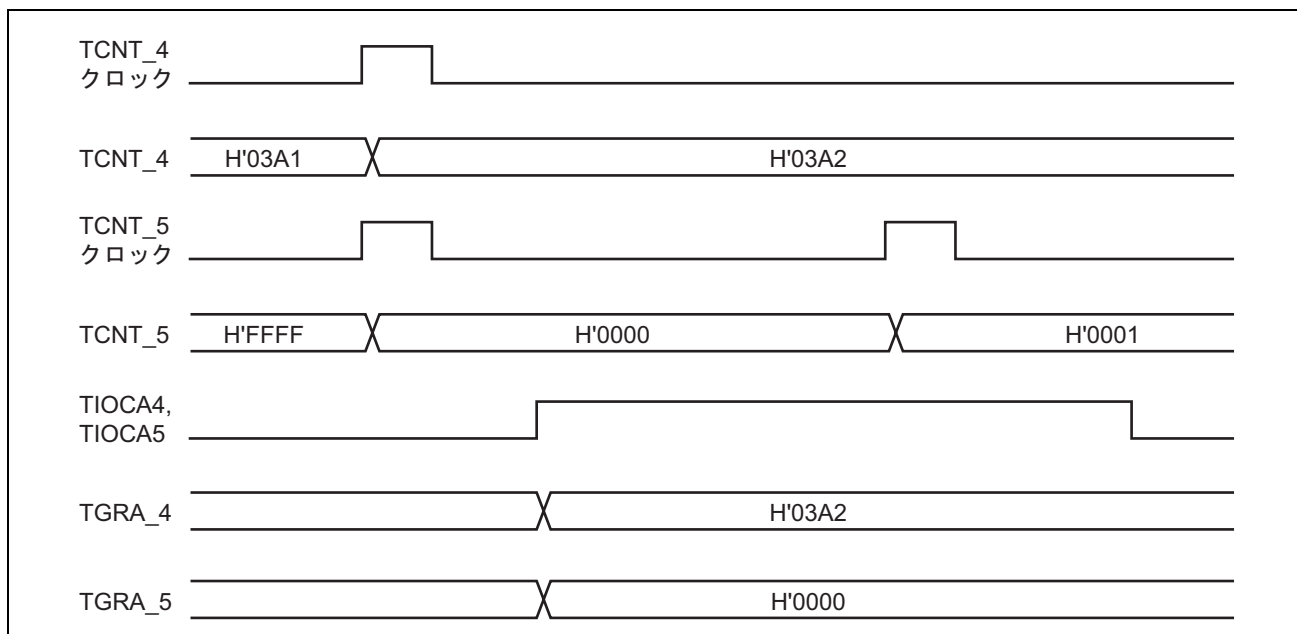 TCNT_4
クロック
TCNT_4 H'03A1 H'03A2
TCNT_5
クロック
TCNT_5 H'FFFF H'0000 H'0001
TIOCA4,
TIOCA5
TGRA_4 H'03A2
TGRA_5 H'0000